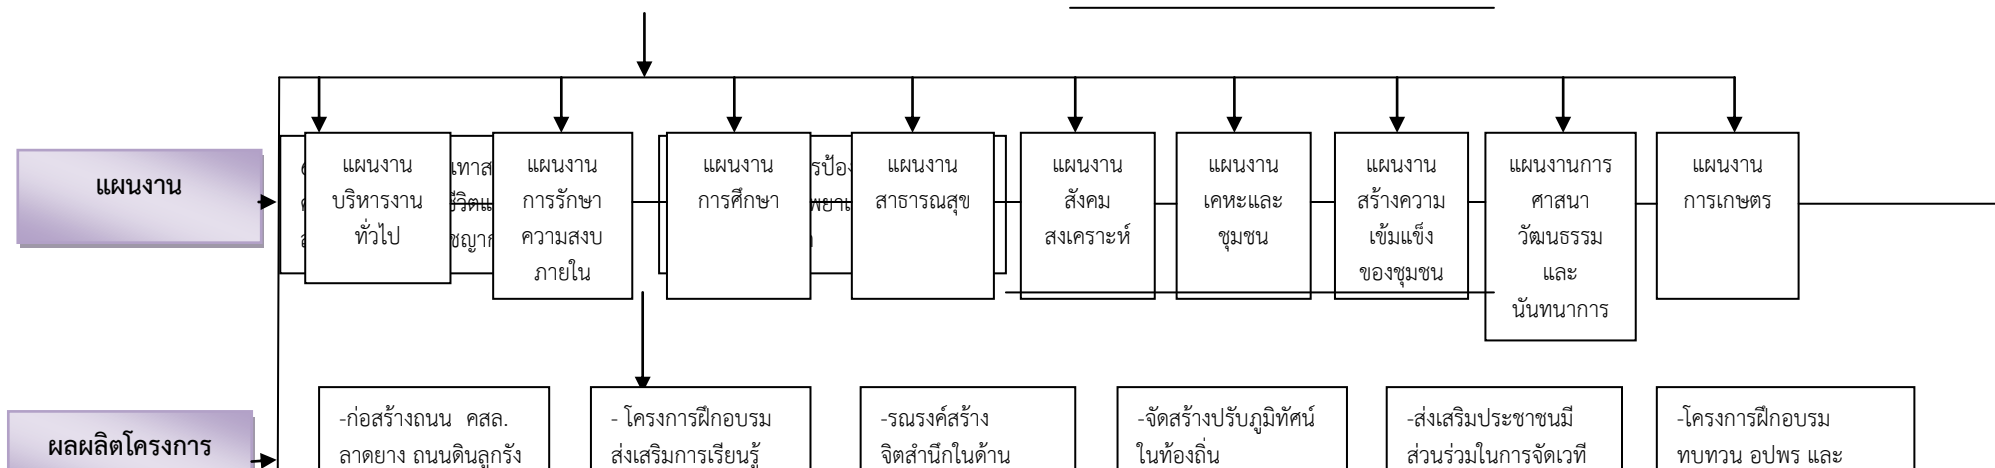 แผนงาน
แผนงาน
บริหารงาน
ทั่วไป
แผนงาน
การรักษา
ความสงบ
ภายใน
แผนงาน
การศึกษา
แผนงาน
สาธารณสุข
แผนงาน
สังคม
สงเคราะห์
แผนงาน
เคหะและ
ชุมชน
แผนงาน
สร้างความ
เข้มแข็ง
ของชุมชน
แผนงานการ
ศาสนา
วัฒนธรรม
และ
นันทนาการ
แผนงาน
การเกษตร
ผลผลิตโครงการ
-ก่อสร้างถนน คสล.
ลาดยาง ถนนดินลูกรัง
- โครงการฝึกอบรม
ส่งเสริมการเรียนรู้
-รณรงค์สร้าง
จิตสำนึกในด้าน
-จัดสร้างปรับภูมิทัศน์
ในท้องถิ่น
-ส่งเสริมประชาชนมี
ส่วนร่วมในการจัดเวที
-โครงการฝึกอบรม
ทบทวน อปพร และ